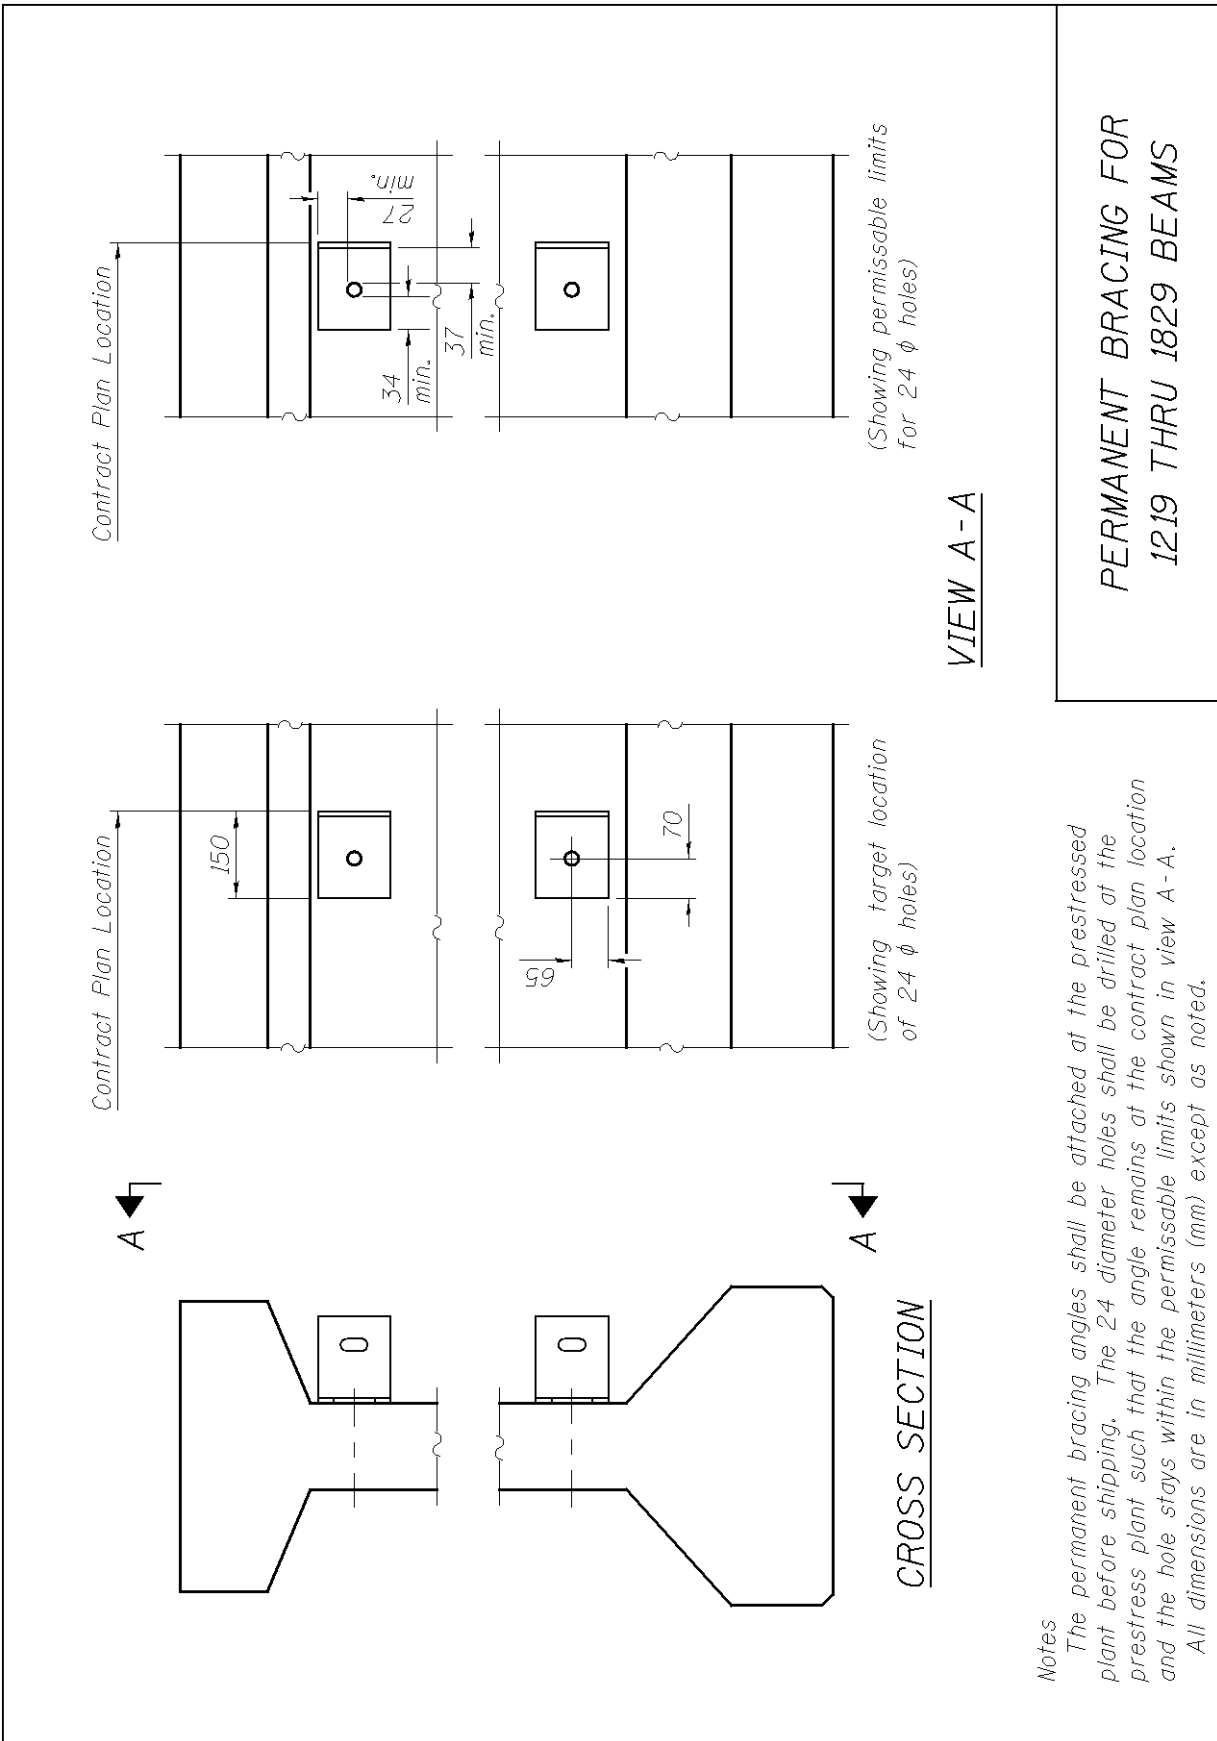 Contract Plan Location
150
65
70
(Showing target location
of 24 ϕ holes)
Contract Plan Location
27
min.
34
min.
37
min.
(Showing permissable limits
for 24 ϕ holes)
A
A
CROSS SECTION
VIEW A-A
Notes
The permanent bracing angles shall be attached at the prestressed
plant before shipping. The 24 diameter holes shall be drilled at the
prestress plant such that the angle remains at the contract plan location
and the hole stays within the permissable limits shown in view A-A.
All dimensions are in millimeters (mm) except as noted.
PERMANENT BRACING FOR
1219 THRU 1829 BEAMS